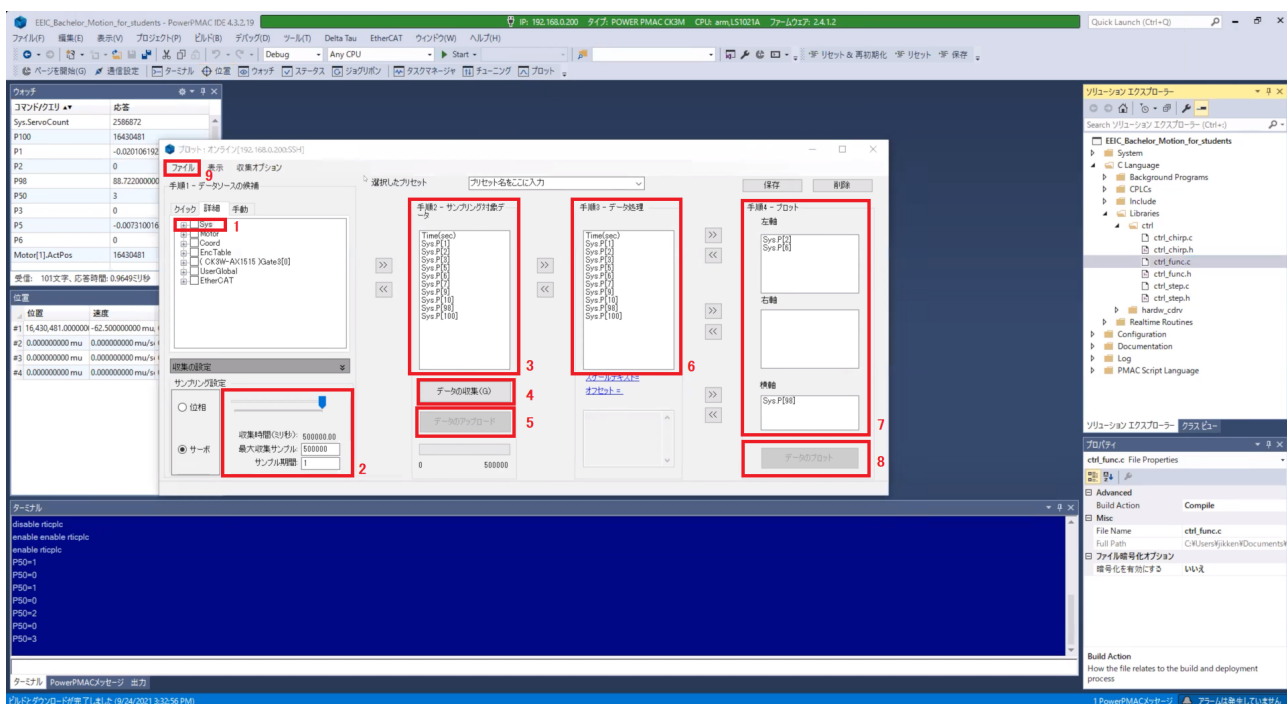 EEIC_Bachelor_Motion_for_students - PowerPMAC IDE 4.3.2.19
IP: 192.168.0.200 タイプ: POWER PMAC CK3M CPU: arm,LS1021A ファームウェア: 2.4.1.2
Quick Launch (Ctrl+Q)
ファイル(F) 編集(E) 表示(V) プロジェクト(P) ビルド(B) デバッグ(D) ツール(T) Delta Tau EtherCAT ウィンドウ(W) ヘルプ(H)
Debug Any CPU Start リセット & 再初期化 リセット 保存
ページを開始(G) 通信設定 ターミナル 位置 ウォッチ ステータス ジョグリボン タスクマネージャ チューニング プロット
ウォッチ
コマンド/クエリ 応答
Sys.ServoCount 2586872
P100 16430481
P1 -0.020106192
P2 0
P98 88.722000000
P50 3
P3 0
P5 -0.007310016
P6 0
Motor[1].ActPos 16430481
受信: 101文字、応答時間: 0.9649ミリ秒
位置
位置 速度
#1 16,430,481.000000 -62.500000000 mu
#2 0.000000000 mu 0.000000000 mu/s
#3 0.000000000 mu 0.000000000 mu/s
#4 0.000000000 mu 0.000000000 mu/s
プロット : オンライン[192.168.0.200:SSH]
ファイル 表示 収集オプション
9
手順1 - データソースの候補
選択したプリセット プリセット名をここに入力 保存 削除
クイック 詳細 手動
Sys 1
Motor
Coord
EncTable
( CK3W-AX1515 )Gate3[0]
UserGlobal
EtherCAT
収集の設定
サンプリング設定
位相
サーボ
収集時間(ミリ秒): 500000.00
最大収集サンプル: 500000
サンプル期間: 1
2
手順2 - サンプリング対象データ
Time(sec)
Sys.P[1]
Sys.P[2]
Sys.P[3]
Sys.P[5]
Sys.P[6]
Sys.P[7]
Sys.P[9]
Sys.P[10]
Sys.P[98]
Sys.P[100]
3
データの収集(G) 4
データのアップロード 5
0 500000
手順3 - データ処理
Time(sec)
Sys.P[1]
Sys.P[2]
Sys.P[3]
Sys.P[5]
Sys.P[6]
Sys.P[7]
Sys.P[9]
Sys.P[10]
Sys.P[98]
Sys.P[100]
6
スケールテキスト=
オフセット =
手順4 - プロット
左軸
Sys.P[2]
Sys.P[6]
右軸
横軸
Sys.P[98]
7
データのプロット 8
ソリューション エクスプローラー
Search ソリューション エクスプローラー (Ctrl+:)
EEIC_Bachelor_Motion_for_students
System
C Language
Background Programs
CPLCs
Include
Libraries
ctrl
ctrl_chirp.c
ctrl_chirp.h
ctrl_func.c
ctrl_func.h
ctrl_step.c
ctrl_step.h
hardw_cdrv
Realtime Routines
Configuration
Documentation
Log
PMAC Script Language
ソリューション エクスプローラー クラス ビュー
プロパティ
ctrl_func.c File Properties
Advanced
Build Action Compile
Misc
File Name ctrl_func.c
Full Path C:¥Users¥jikken¥Documents¥
ファイル暗号化オプション
暗号化を有効にする いいえ
Build Action
How the file relates to the build and deployment
process
ターミナル
disable rticplc
enable enable rticplc
enable rticplc
P50=1
P50=0
P50=1
P50=0
P50=2
P50=0
P50=3
ターミナル PowerPMACメッセージ 出力
ビルドとダウンロードが完了しました (9/24/2021 3:32:56 PM)
1 PowerPMACメッセージ アラームは発生していません